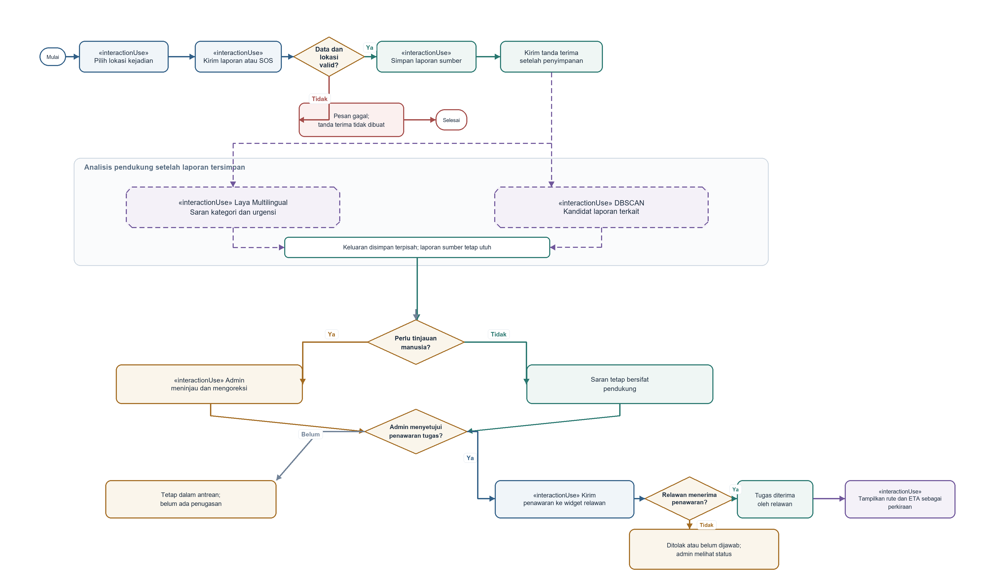 Mulai
«interactionUse»
Pilih lokasi kejadian
«interactionUse»
Kirim laporan atau SOS
Data dan
lokasi
valid?
Ya
«interactionUse»
Simpan laporan sumber
Kirim tanda terima
setelah penyimpanan
Tidak
Pesan gagal;
tanda terima tidak dibuat
Selesai
Analisis pendukung setelah laporan tersimpan
«interactionUse» Laya Multilingual
Saran kategori dan urgensi
«interactionUse» DBSCAN
Kandidat laporan terkait
Keluaran disimpan terpisah; laporan sumber tetap utuh
Perlu tinjauan
manusia?
Ya
Tidak
«interactionUse» Admin
meninjau dan mengoreksi
Saran tetap bersifat
pendukung
Admin menyetujui
penawaran tugas?
Belum
Ya
Tetap dalam antrean;
belum ada penugasan
«interactionUse» Kirim
penawaran ke widget relawan
Relawan menerima
penawaran?
Ya
Tugas diterima
oleh relawan
«interactionUse»
Tampilkan rute dan ETA sebagai
perkiraan
Tidak
Ditolak atau belum dijawab;
admin melihat status